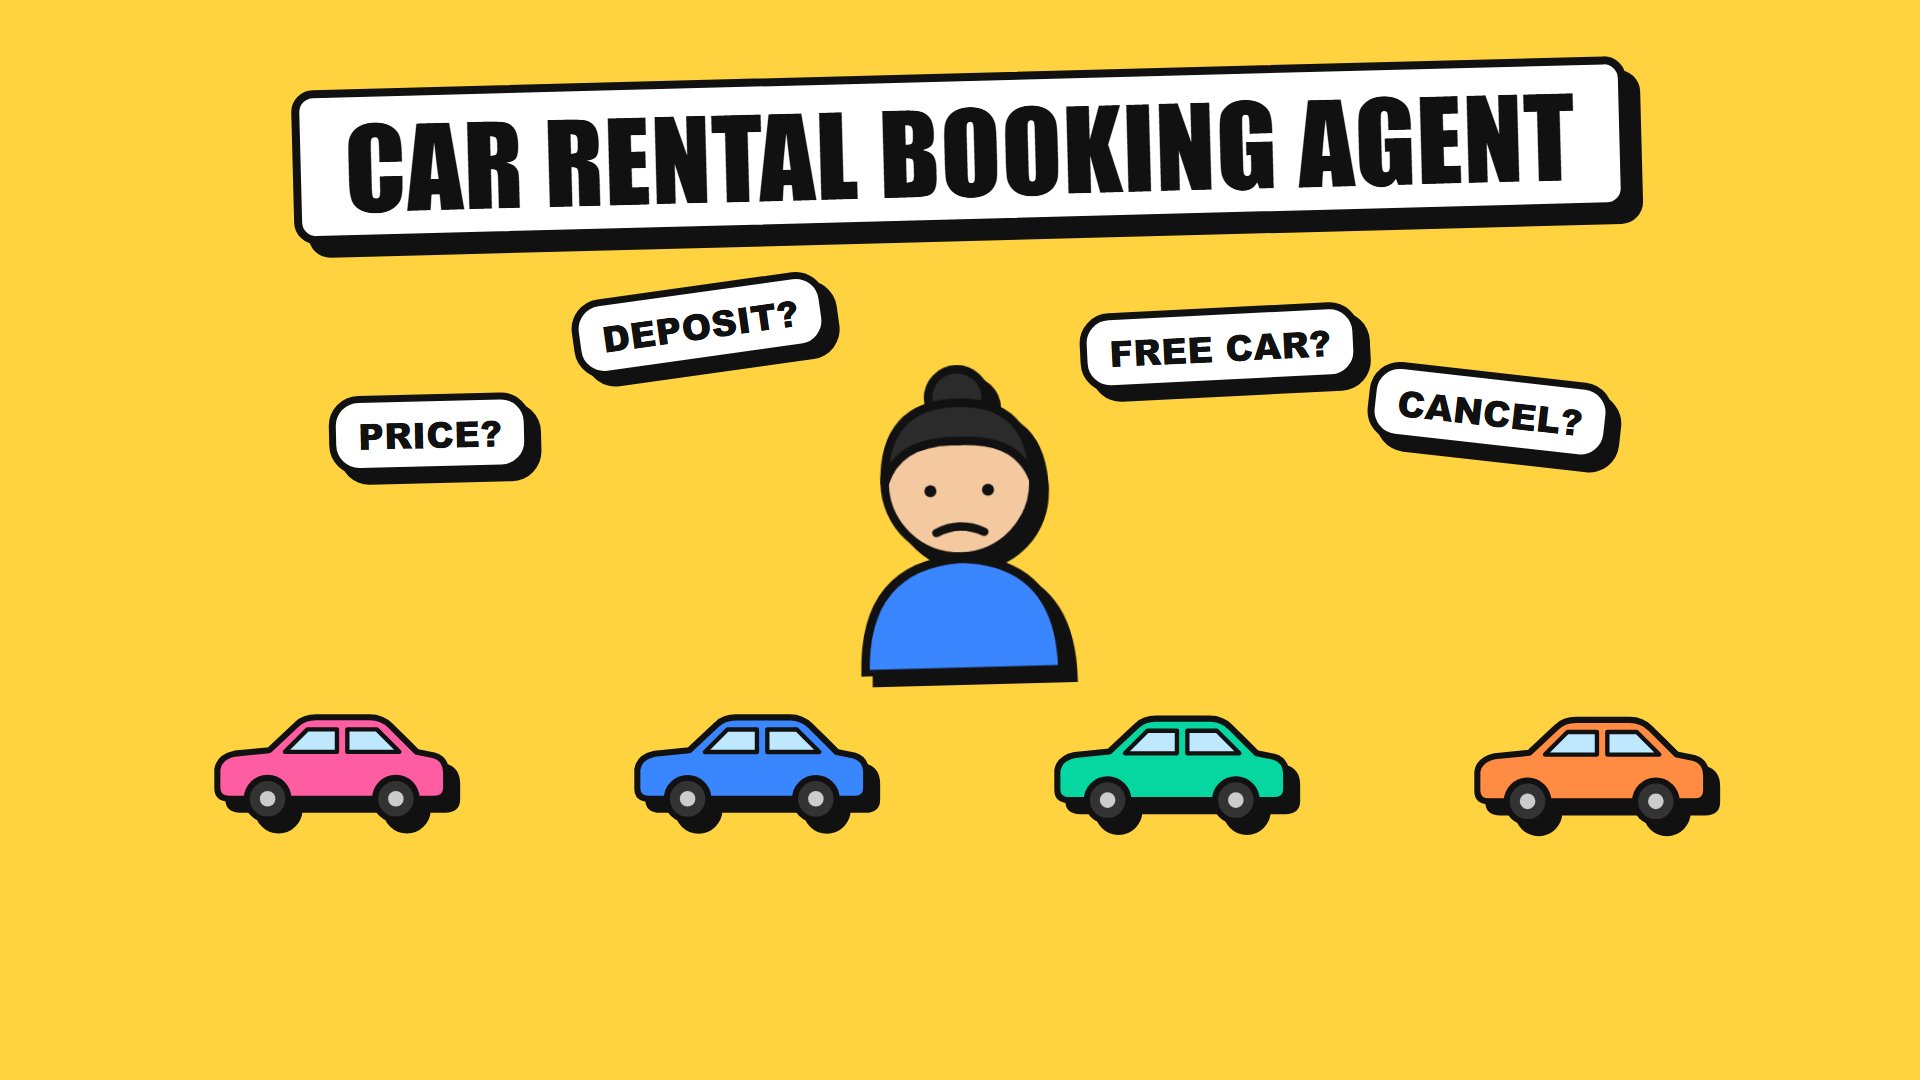 CAR RENTAL BOOKING AGENT
DEPOSIT?
FREE CAR?
PRICE?
CANCEL?